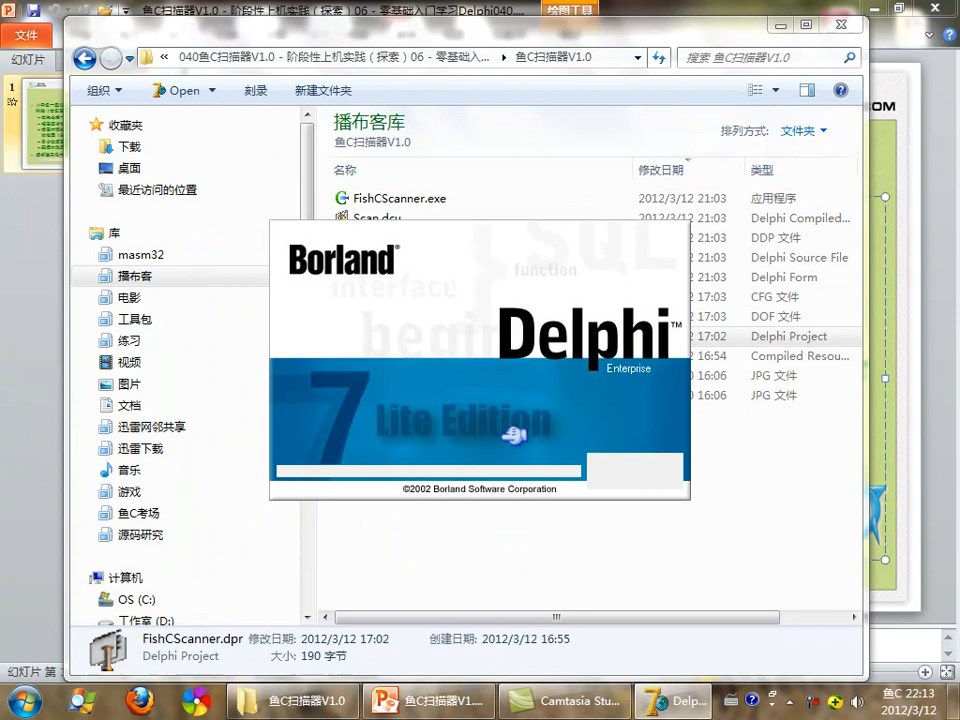 鱼C扫描器V1.0 - 阶段性上机实践（探索）06 - 零基础入门学习Delphi040....
绘图工具
文件
幻灯片
1
« 040鱼C扫描器V1.0 - 阶段性上机实践（探索）06 - 零基础入... ▸ 鱼C扫描器V1.0
搜索 鱼C扫描器V1.0
组织 Open 刻录 新建文件夹
收藏夹
下载
桌面
最近访问的位置
库
masm32
播布客
电影
工具包
练习
视频
图片
文档
迅雷网邻共享
迅雷下载
音乐
游戏
鱼C考场
源码研究
计算机
OS (C:)
工作室 (D:)
播布客库
鱼C扫描器V1.0
排列方式: 文件夹
名称 修改日期 类型
FishCScanner.exe 2012/3/12 21:03 应用程序
Scan.dcu 2012/3/12 21:03 Delphi Compiled...
21:03 DDP 文件
21:03 Delphi Source File
21:03 Delphi Form
17:03 CFG 文件
17:03 DOF 文件
17:02 Delphi Project
16:54 Compiled Resou...
16:06 JPG 文件
16:06 JPG 文件
Borland®
SQL
function
interface
begin
Delphi™
Enterprise
7
Lite Edition
©2002 Borland Software Corporation
OM
FishCScanner.dpr 修改日期: 2012/3/12 17:02 创建日期: 2012/3/12 16:55
Delphi Project 大小: 190 字节
幻灯片 第
鱼C扫描器V1.0
鱼C扫描器V1....
Camtasia Stu...
Delp...
鱼C 22:13
2012/3/12